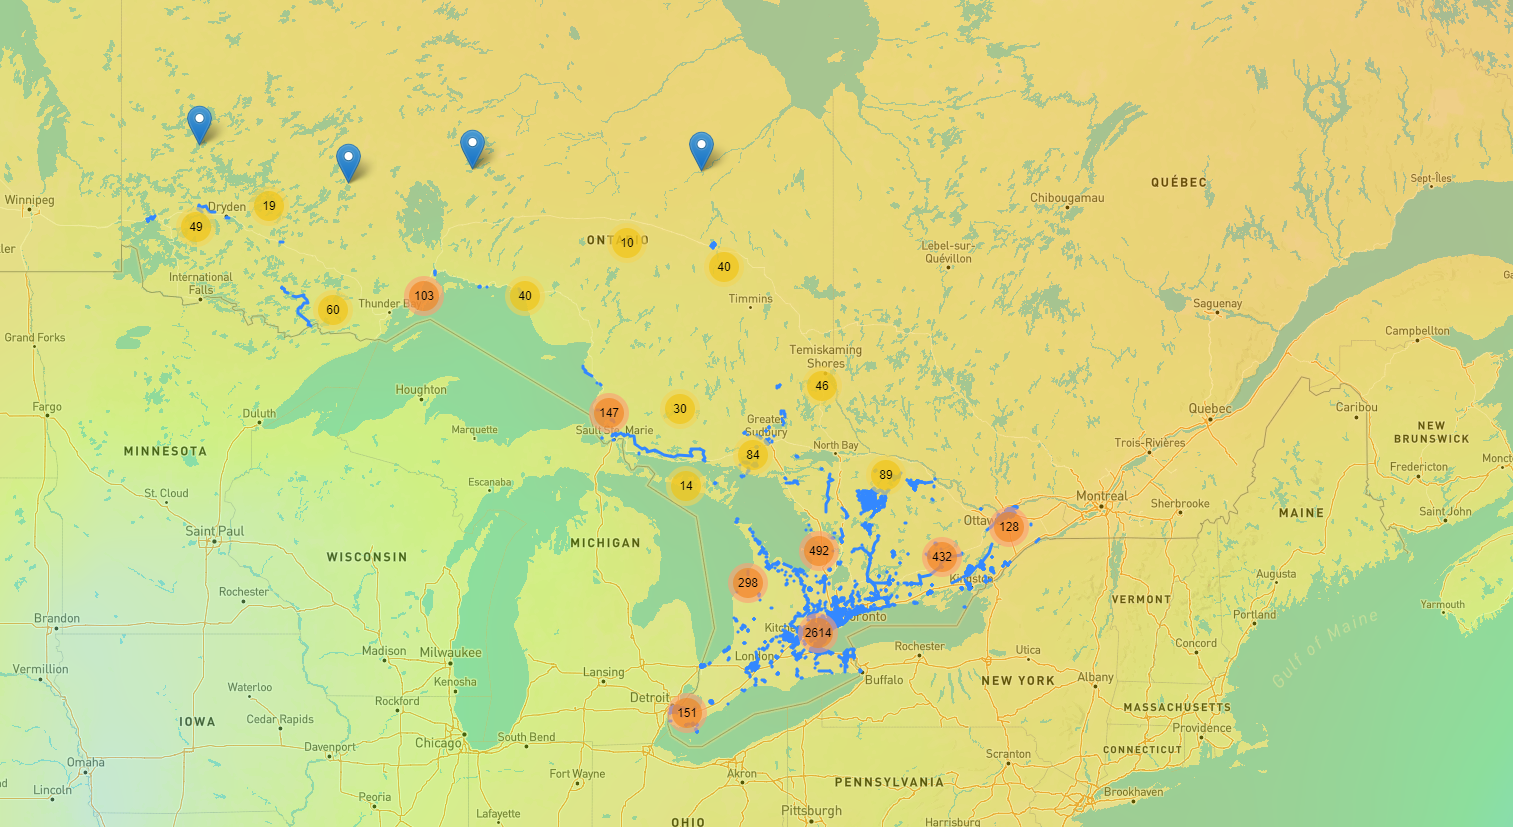 QUÉBEC
Sept-Îles
Winnipeg
Dryden
19
Chibougamau
49
ler
ONTARIO
10
40
Lebel-sur-
Quévillon
International
Falls
103
40
60
Thunder Bay
Timmins
Saguenay
Grand Forks
Campbellton
Temiskaming
Shores
46
Houghton
Fargo
Duluth
147
30
Greater
Sudbury
Quebec
Caribou
Marquette
Sault Ste. Marie
NEW
BRUNSWICK
MINNESOTA
North Bay
Trois-Rivières
84
89
Fredericton
Monct
Escanaba
14
St. Cloud
Montreal
Sherbrooke
Saint John
MAINE
Saint Paul
Ottawa
128
MICHIGAN
WISCONSIN
492
432
298
Kingston
Augusta
Rochester
VERMONT
Yarmouth
Brandon
Portland
Toronto
2614
Kitchener
Gulf of Maine
Madison
Milwaukee
London
Rochester
Utica
Concord
Vermillion
Lansing
Buffalo
NEW YORK
Albany
Waterloo
Kenosha
Rockford
Detroit
MASSACHUSETTS
151
IOWA
Cedar Rapids
Providence
Davenport
Chicago
South Bend
CONNECTICUT
Scranton
Omaha
Fort Wayne
Akron
PENNSYLVANIA
Lincoln
Peoria
Brookhaven
Lafayette
OHIO
Pittsburgh
Harrisburg